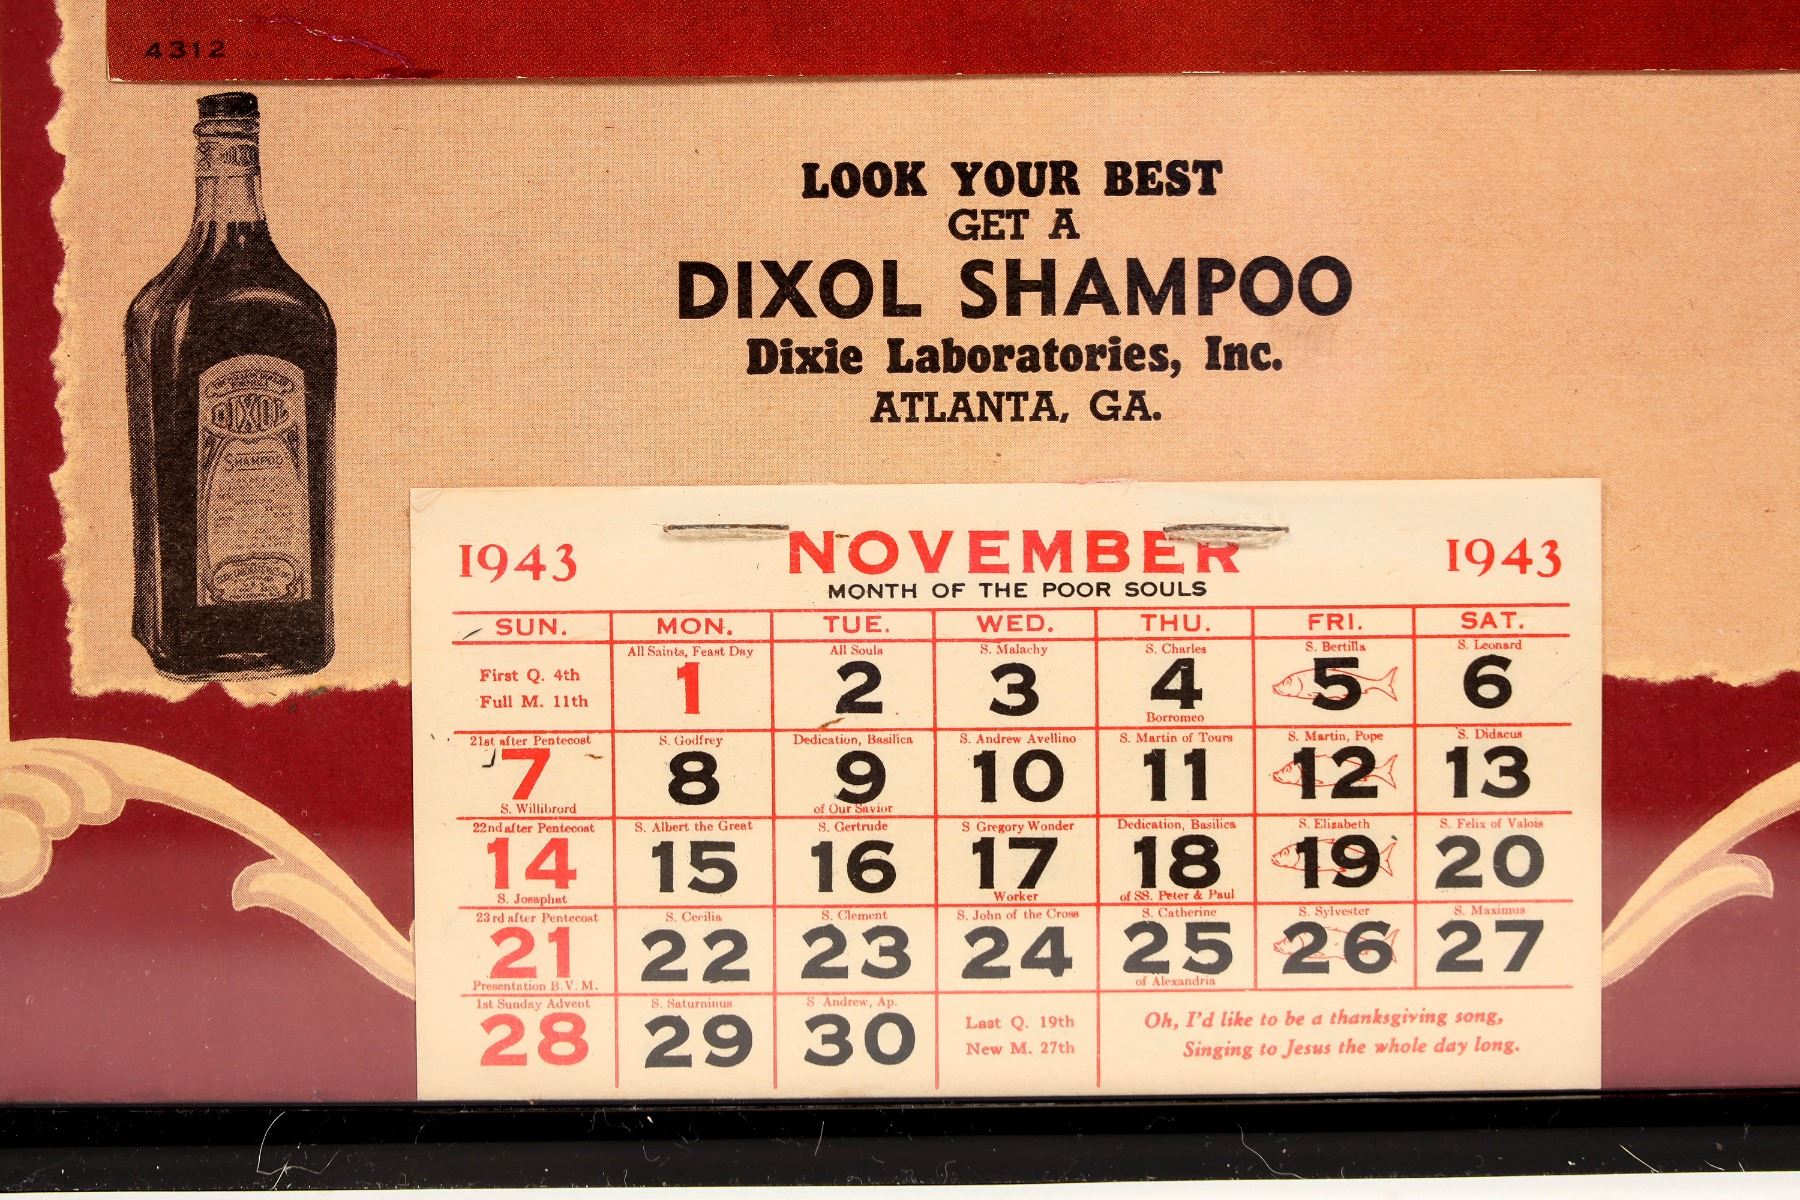 4312
LOOK YOUR BEST
GET A
DIXOL SHAMPOO
Dixie Laboratories, Inc.
ATLANTA, GA.
DIXOL
SHAMPOO
1943 NOVEMBER 1943
MONTH OF THE POOR SOULS
SUN. MON. TUE. WED. THU. FRI. SAT.
First Q. 4th
Full M. 11th
All Saints, Feast Day
1
All Souls
2
S. Malachy
3
S. Charles
4
Borromeo
S. Bertilla
5
S. Leonard
6
21st after Pentecost
7
S. Willibrord
S. Godfrey
8
Dedication, Basilica
9
of Our Savior
S. Andrew Avellino
10
S. Martin of Tours
11
S. Martin, Pope
12
S. Didacus
13
22nd after Pentecost
14
S. Josaphat
S. Albert the Great
15
S. Gertrude
16
S Gregory Wonder
17
Worker
Dedication, Basilica
18
of SS. Peter & Paul
S. Elisabeth
19
S. Felix of Valois
20
23rd after Pentecost
21
Presentation B.V.M.
S. Cecilia
22
S. Clement
23
S. John of the Cross
24
S. Catherine
25
of Alexandria
S. Sylvester
26
S. Maximus
27
1st Sunday Advent
28
S. Saturninus
29
S Andrew, Ap.
30
Last Q. 19th
New M. 27th
Oh, I'd like to be a thanksgiving song,
Singing to Jesus the whole day long.